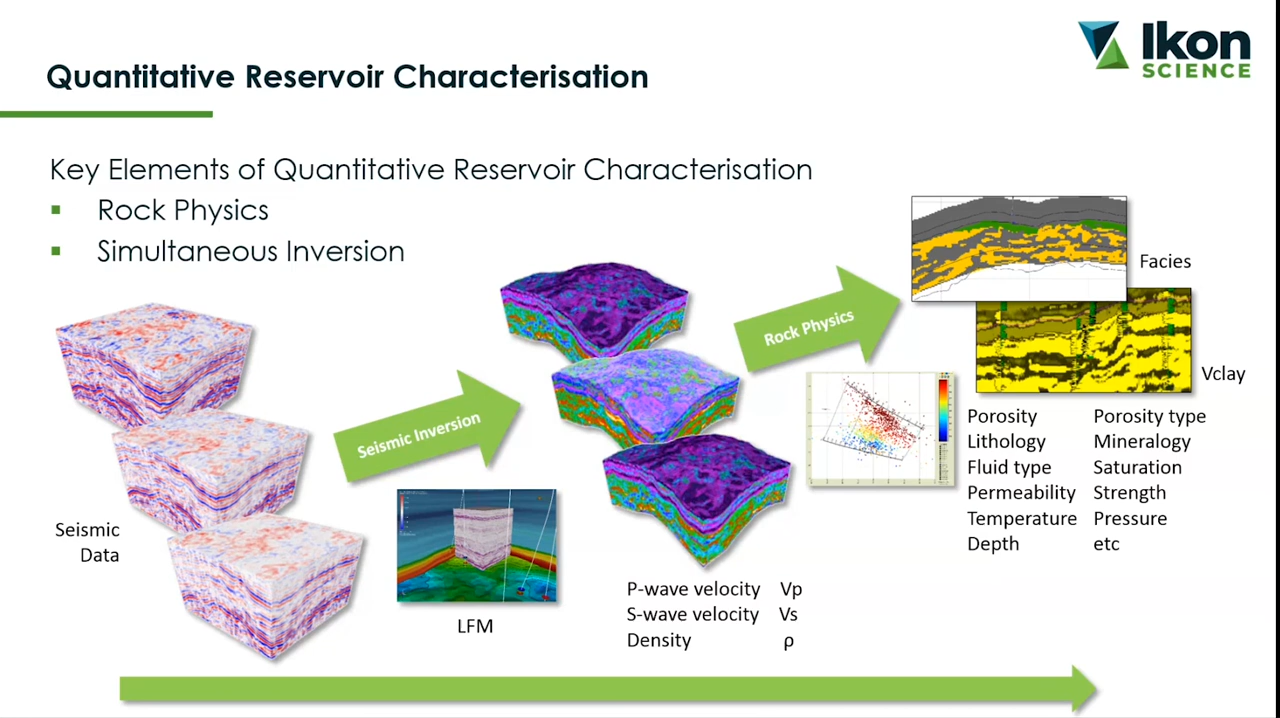 Ikon
SCIENCE
Quantitative Reservoir Characterisation
Key Elements of Quantitative Reservoir Characterisation
▪ Rock Physics
▪ Simultaneous Inversion
Seismic
Data
Seismic Inversion
LFM
P-wave velocity Vp
S-wave velocity Vs
Density ρ
Rock Physics
Facies
Vclay
Porosity Porosity type
Lithology Mineralogy
Fluid type Saturation
Permeability Strength
Temperature Pressure
Depth etc